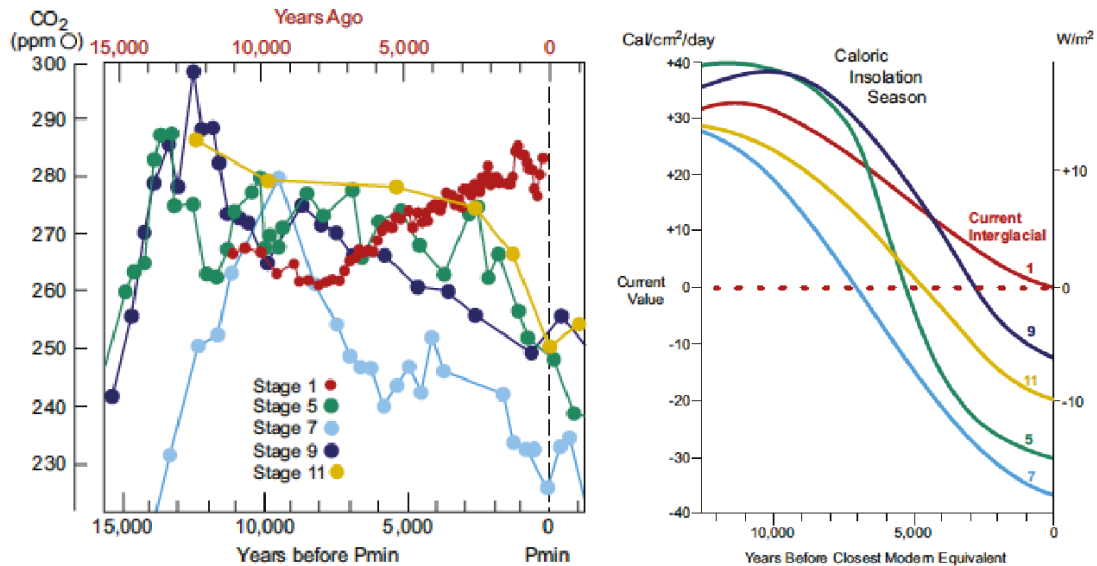 CO2
(ppm O)
Years Ago
15,000 10,000 5,000 0
300
290
280
270
260
250
240
230
Stage 1
Stage 5
Stage 7
Stage 9
Stage 11
15,000 10,000 5,000 0
Years before Pmin Pmin
Cal/cm²/day W/m²
+40
+30
+20
+10
Current
Value
-10
-20
-30
-40
Caloric
Insolation
Season
+10
0
-10
Current
Interglacial
1
9
11
5
7
10,000 5,000 0
Years Before Closest Modern Equivalent